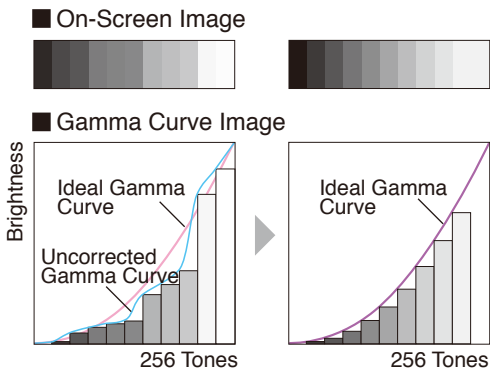 ■ On-Screen Image
■ Gamma Curve Image
Brightness
Ideal Gamma
Curve
Uncorrected
Gamma Curve
256 Tones
Ideal Gamma
Curve
256 Tones